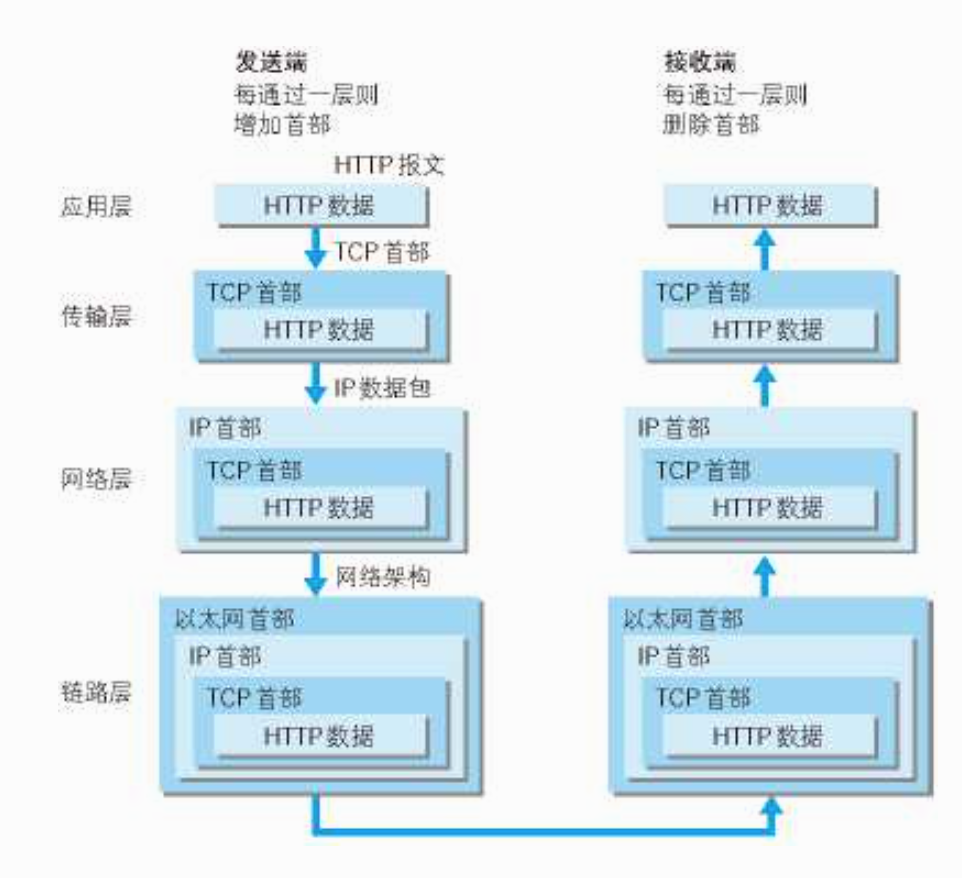 发送端
每通过一层则
增加首部
接收端
每通过一层则
删除首部
HTTP 报文
应用层
HTTP 数据
HTTP 数据
TCP 首部
传输层
TCP 首部
HTTP 数据
TCP 首部
HTTP 数据
IP 数据包
网络层
IP 首部
TCP 首部
HTTP 数据
IP 首部
TCP 首部
HTTP 数据
网络架构
链路层
以太网首部
IP 首部
TCP 首部
HTTP 数据
以太网首部
IP 首部
TCP 首部
HTTP 数据